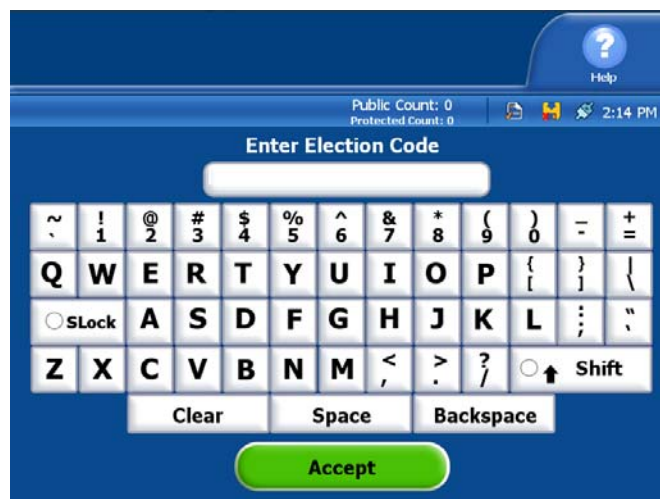 ?
Help
Public Count: 0
Protected Count: 0
2:14 PM
Enter Election Code
~ ! @ # $ % ^ & * ( ) _ +
` 1 2 3 4 5 6 7 8 9 0 - =
Q W E R T Y U I O P { } |
[ ] \
SLock A S D F G H J K L : "
; '
Z X C V B N M < > ? Shift
, . /
Clear Space Backspace
Accept